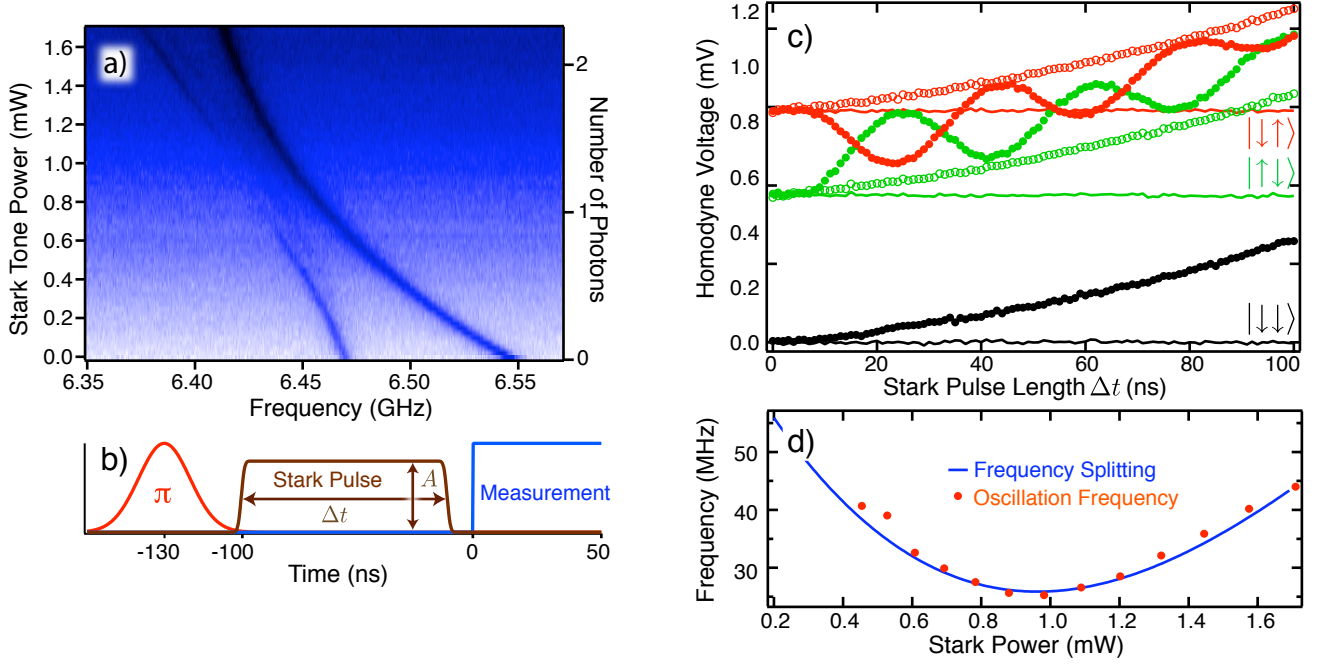 a)
Stark Tone Power (mW)
1.6
1.4
1.2
1.0
0.8
0.6
0.4
0.2
0.0
2
1
0
Number of Photons
6.35 6.40 6.45 6.50 6.55
Frequency (GHz)
b)
π
Stark Pulse
A
Δt
Measurement
-130 -100 0 50
Time (ns)
c)
Homodyne Voltage (mV)
1.2
1.0
0.8
0.6
0.4
0.2
0.0
|↓↑⟩
|↑↓⟩
|↓↓⟩
0 20 40 60 80 100
Stark Pulse Length Δt (ns)
d)
Frequency (MHz)
50
40
30
Frequency Splitting
Oscillation Frequency
0.2 0.4 0.6 0.8 1.0 1.2 1.4 1.6
Stark Power (mW)